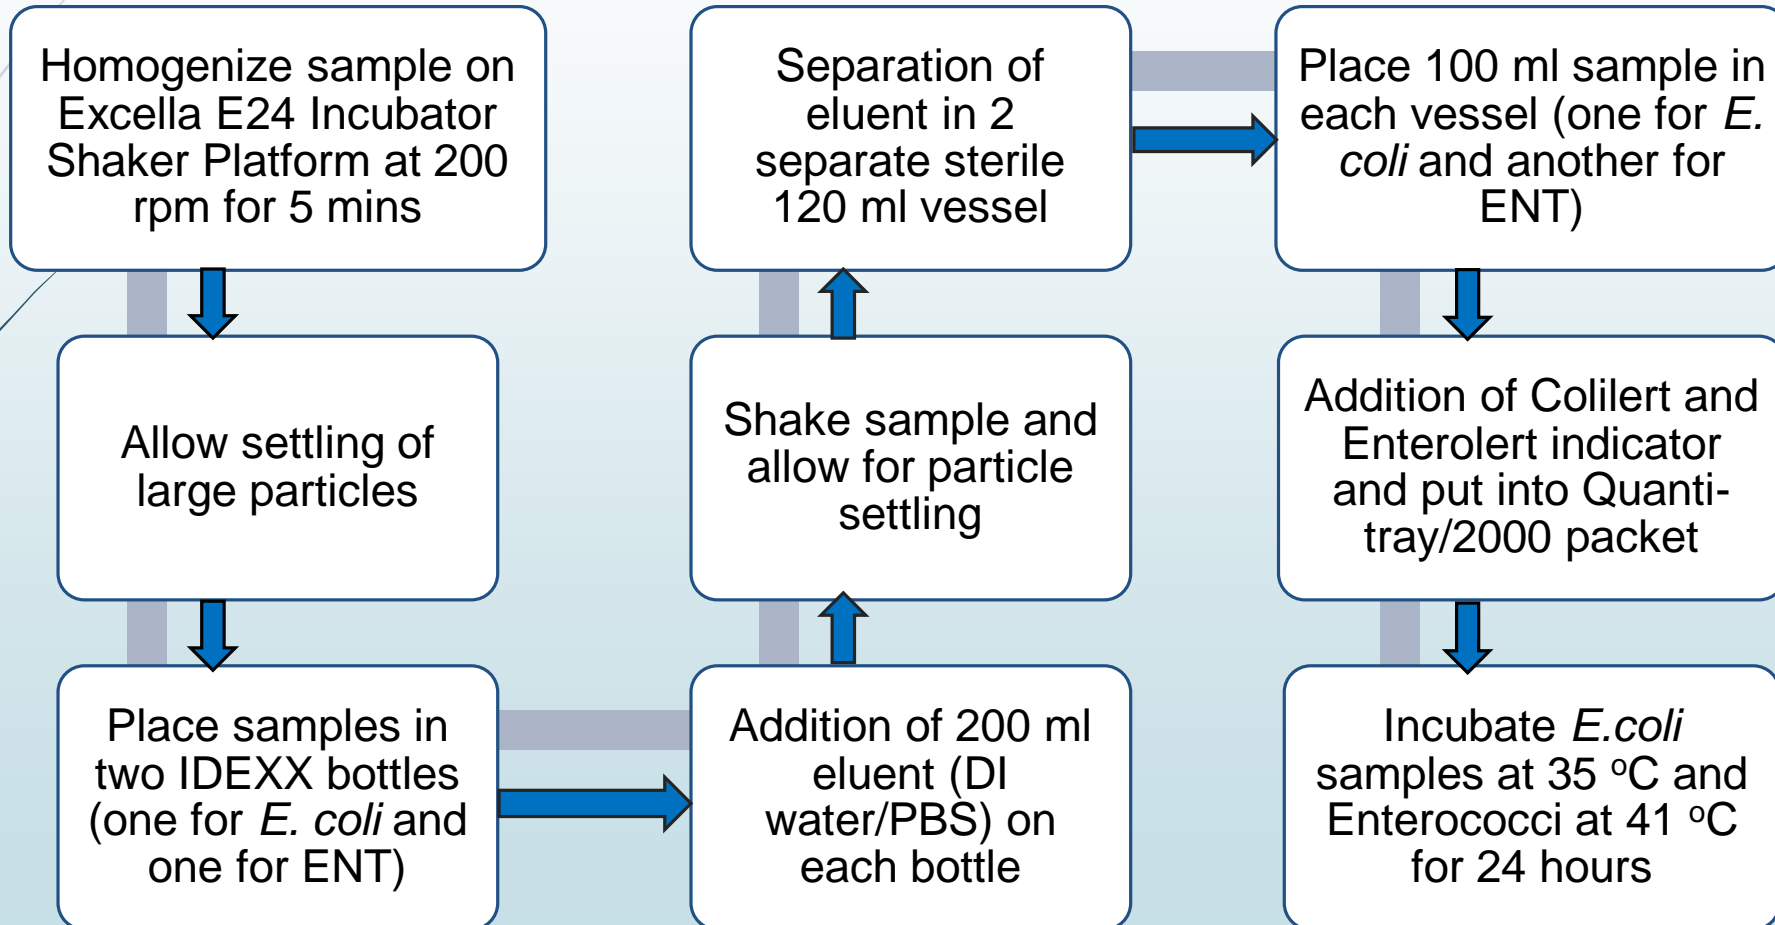 Homogenize sample on
Excella E24 Incubator
Shaker Platform at 200
rpm for 5 mins
Allow settling of
large particles
Place samples in
two IDEXX bottles
(one for E. coli and
one for ENT)
Addition of 200 ml
eluent (DI
water/PBS) on
each bottle
Shake sample and
allow for particle
settling
Separation of
eluent in 2
separate sterile
120 ml vessel
Place 100 ml sample in
each vessel (one for E.
coli and another for
ENT)
Addition of Colilert and
Enterolert indicator
and put into Quanti-
tray/2000 packet
Incubate E.coli
samples at 35 ºC and
Enterococci at 41 ºC
for 24 hours